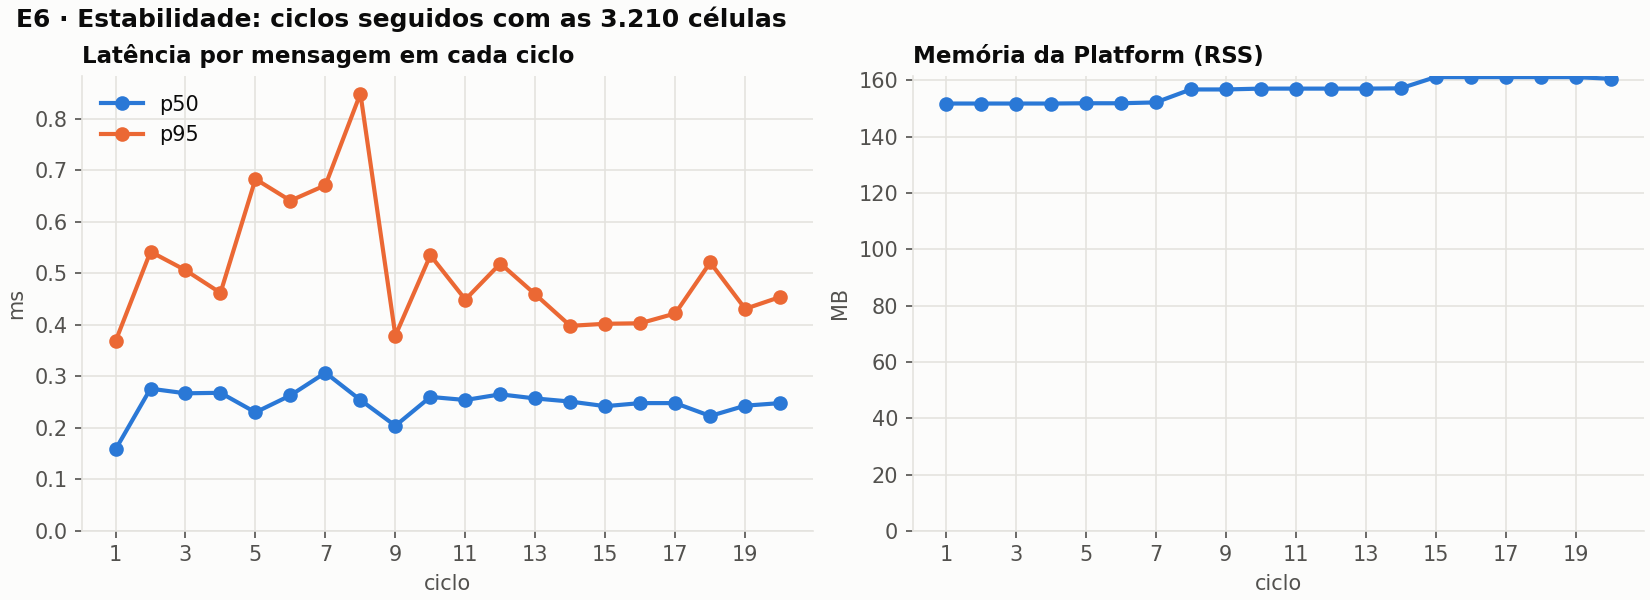 E6 · Estabilidade: ciclos seguidos com as 3.210 células
Latência por mensagem em cada ciclo
p50
p95
ms
0.8
0.7
0.6
0.5
0.4
0.3
0.2
0.1
0.0
1 3 5 7 9 11 13 15 17 19
ciclo
Memória da Platform (RSS)
MB
160
140
120
100
80
60
40
20
0
1 3 5 7 9 11 13 15 17 19
ciclo